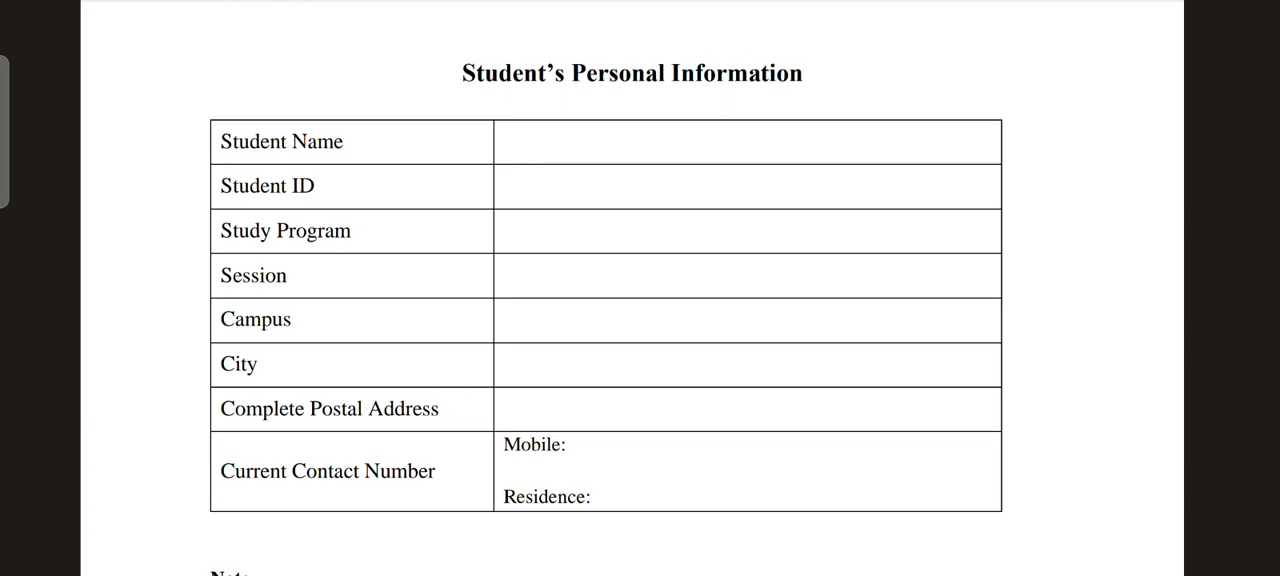 Student’s Personal Information
Student Name
Student ID
Study Program
Session
Campus
City
Complete Postal Address
Current Contact Number
Mobile:
Residence: